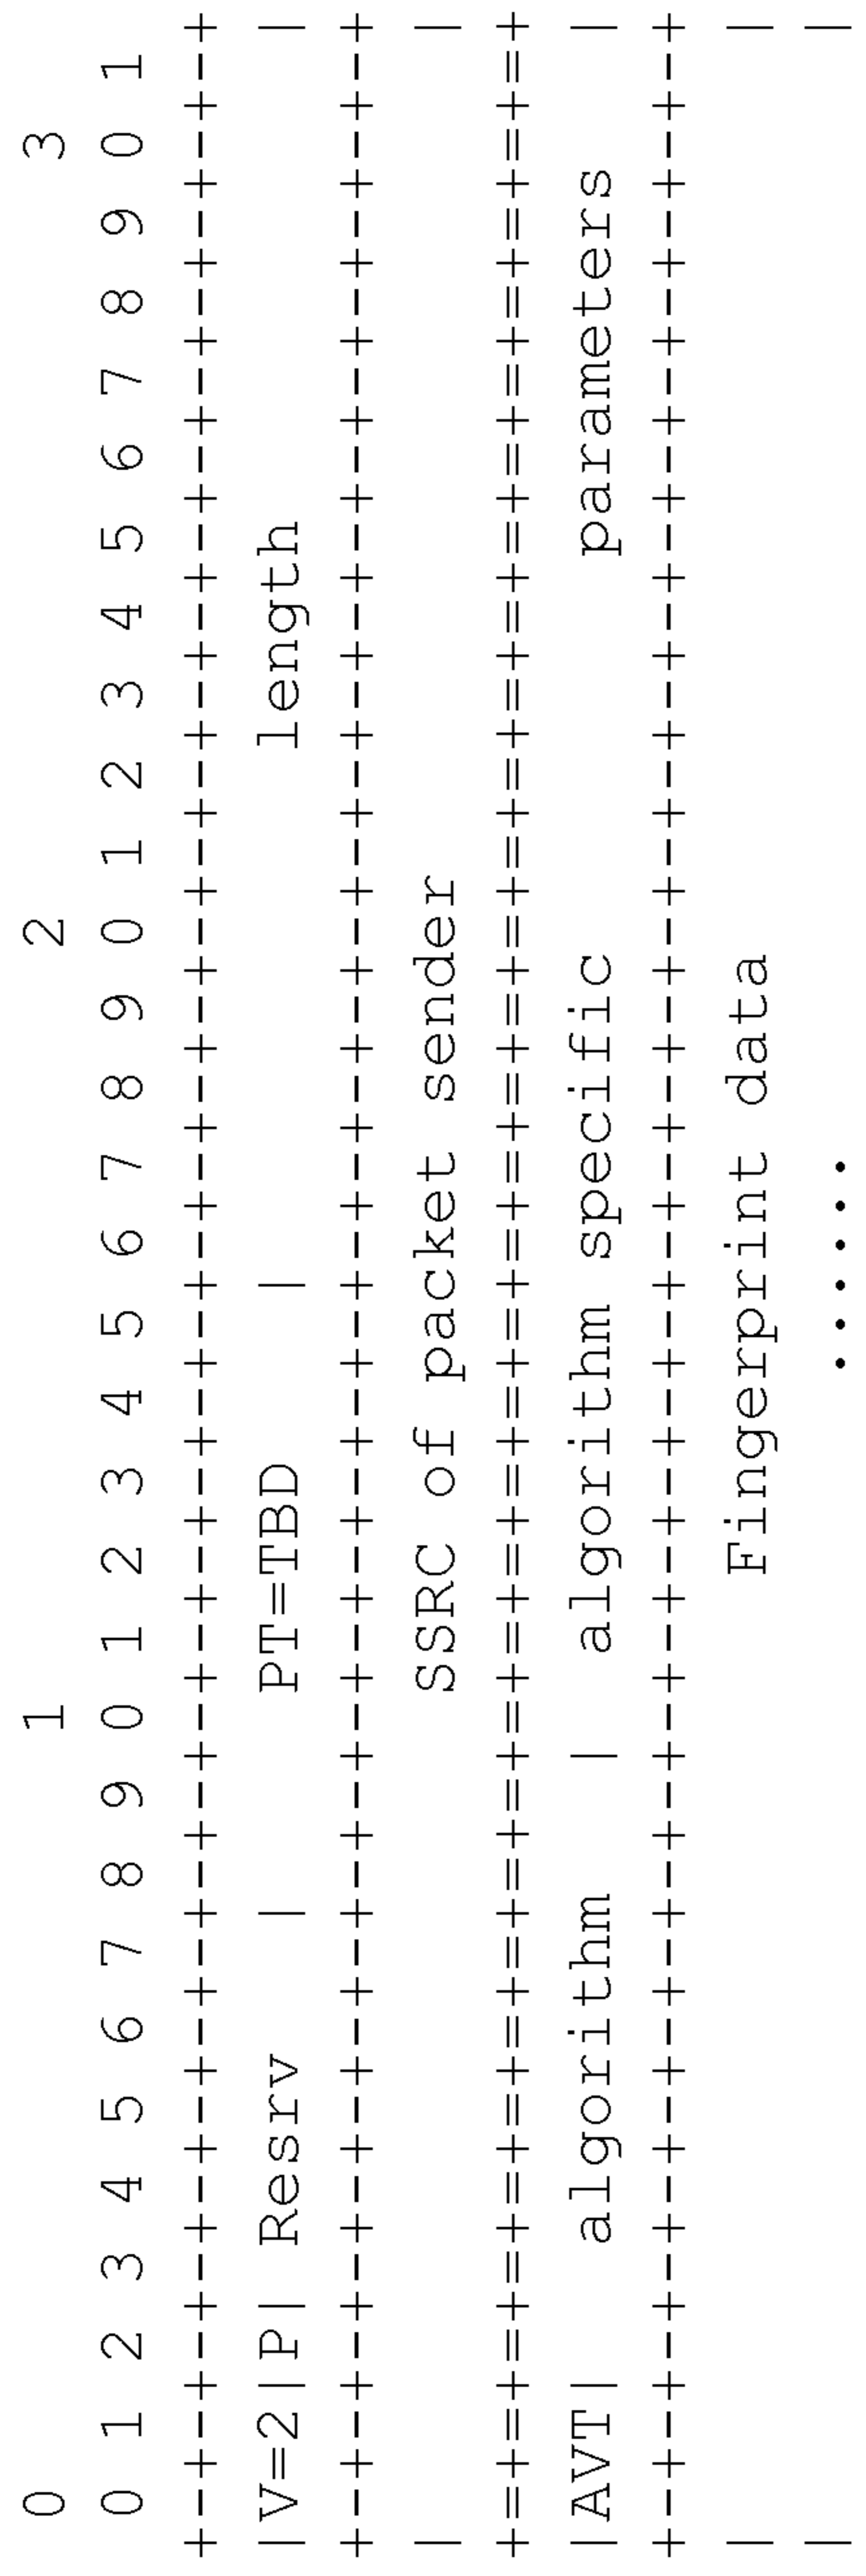 0                   1                   2                   3
 0 1 2 3 4 5 6 7 8 9 0 1 2 3 4 5 6 7 8 9 0 1 2 3 4 5 6 7 8 9 0 1
+-+-+-+-+-+-+-+-+-+-+-+-+-+-+-+-+-+-+-+-+-+-+-+-+-+-+-+-+-+-+-+-+
|V=2|P| Resrv   |     PT=TBD    |             length            |
+-+-+-+-+-+-+-+-+-+-+-+-+-+-+-+-+-+-+-+-+-+-+-+-+-+-+-+-+-+-+-+-+
|                     SSRC of packet sender                     |
+=+=+=+=+=+=+=+=+=+=+=+=+=+=+=+=+=+=+=+=+=+=+=+=+=+=+=+=+=+=+=+=+
|AVT|   algorithm   |  algorithm specific          parameters   |
+-+-+-+-+-+-+-+-+-+-+-+-+-+-+-+-+-+-+-+-+-+-+-+-+-+-+-+-+-+-+-+-+
|                        Fingerprint data                       |
|                             ......                            |